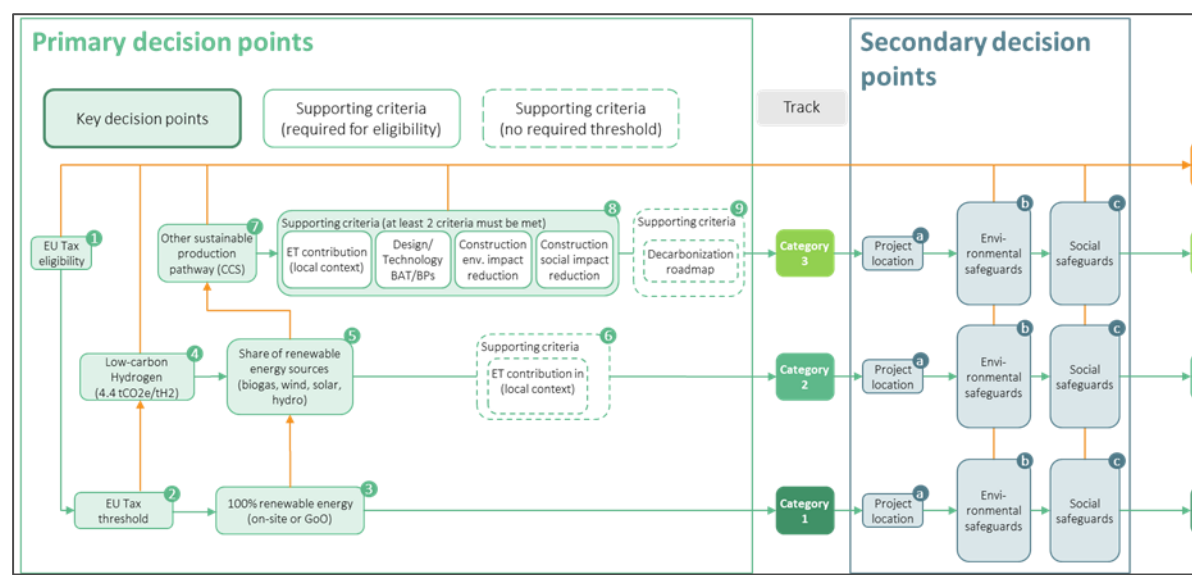 Primary decision points
Secondary decision
points
Key decision points
Supporting criteria
(required for eligibility)
Supporting criteria
(no required threshold)
Track
EU Tax
eligibility
1
Other sustainable
production
pathway (CCS)
7
Supporting criteria (at least 2 criteria must be met)
8
ET contribution
(local context)
Design/
Technology
BAT/BPs
Construction
env. impact
reduction
Construction
social impact
reduction
Supporting criteria
9
Decarbonization
roadmap
Category
3
Project
location
a
Envi-
ronmental
safeguards
b
Social
safeguards
c
Low-carbon
Hydrogen
(4.4 tCO2e/tH2)
4
Share of renewable
energy sources
(biogas, wind, solar,
hydro)
5
Supporting criteria
6
ET contribution in
(local context)
Category
2
Project
location
a
Envi-
ronmental
safeguards
b
Social
safeguards
c
EU Tax
threshold
2
100% renewable energy
(on-site or GoO)
3
Category
1
Project
location
a
Envi-
ronmental
safeguards
b
Social
safeguards
c